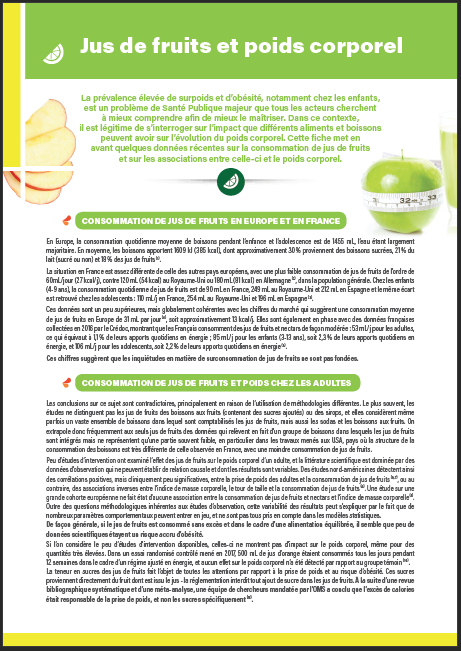 Jus de fruits et poids corporel
La prévalence élevée de surpoids et d'obésité, notamment chez les enfants,
est un problème de Santé Publique majeur que tous les acteurs cherchent
à mieux comprendre afin de mieux le maîtriser. Dans ce contexte,
il est légitime de s'interroger sur l'impact que différents aliments et boissons
peuvent avoir sur l'évolution du poids corporel. Cette fiche met en
avant quelques données récentes sur la consommation de jus de fruits
et sur les associations entre celle-ci et le poids corporel.
CONSOMMATION DE JUS DE FRUITS EN EUROPE ET EN FRANCE
En Europe, la consommation quotidienne moyenne de boissons pendant l'enfance et l'adolescence est de 1455 mL, l'eau étant largement
majoritaire. En moyenne, les boissons apportent 1609 kJ (385 kcal), dont approximativement 30% proviennent des boissons sucrées, 21% du
lait (sucré ou non) et 18% des jus de fruits
La situation en France est assez différente de celle des autres pays européens, avec une plus faible consommation de jus de fruits de l'ordre
de 60mL/jour (27 kcal/j), contre 120 mL (54 kcal) au Royaume-Uni ou 180 mL (91 kcal) en Allemagne, dans la population générale. Chez les enfants
(4-9 ans), la consommation quotidienne de jus de fruits est de 90 mL en France, 249 mL au Royaume-Uni et 212 mL en Espagne et le même écart
est retrouvé chez les adolescents : 110 mL/j en France, 254 mL au Royaume-Uni et 196 mL en Espagne
Ces données sont un peu supérieures, mais globalement cohérentes avec les chiffres du marché qui suggèrent une consommation moyenne
de jus de fruits en Europe de 31 mL par jour, soit approximativement 13 kcal/j. Elles sont également en phase avec des données françaises
collectées en 2016 par le Crédoc, montrant que les Français consomment des jus de fruits et nectars de façon modérée : 53 mL/j pour les adultes,
ce qui équivaut à 1,1% de leurs apports quotidiens en énergie ; 85 mL/j pour les enfants (3-13 ans), soit 2,3% de leurs apports quotidiens en
énergie, et 106 mL/j pour les adolescents, soit 2,2% de leurs apports quotidiens en énergie
Ces chiffres suggèrent que les inquiétudes en matière de surconsommation de jus de fruits ne sont pas fondées.
CONSOMMATION DE JUS DE FRUITS ET POIDS CHEZ LES ADULTES
Les conclusions sur ce sujet sont contradictoires, principalement en raison de l'utilisation de méthodologies différentes. Le plus souvent, les
études ne distinguent pas les jus de fruits des boissons aux fruits (contenant des sucres ajoutés) ou des sirops, et elles considèrent même
parfois un vaste ensemble de boissons dans lequel sont comptabilisés les jus de fruits, mais aussi les sodas et les boissons aux fruits. On
extrapole donc fréquemment aux seuls jus de fruits des données qui relèvent en fait d'un groupe de boissons dans lesquels les jus de fruits
sont intégrés mais ne représentent qu'une partie souvent faible, en particulier dans les travaux menés aux USA, pays où la structure de la
consommation des boissons est très différente de celle observée en France, avec une moindre consommation de jus de fruits.
Peu d'études d'intervention ont examiné l'effet des jus de fruits sur le poids corporel d'un adulte, et la littérature scientifique est dominée par des
données d'observation qui ne peuvent établir de relation causale et dont les résultats sont variables. Des études nord-américaines détectent ainsi
des corrélations positives, mais cliniquement peu significatives, entre la prise de poids des adultes et la consommation de jus de fruits, ou au
contraire, des associations inverses entre l'indice de masse corporelle, le tour de taille et la consommation de jus de fruits. Une étude sur une
grande cohorte européenne ne fait état d'aucune association entre la consommation de jus de fruits et nectars et l'indice de masse corporelle.
Outre des questions méthodologiques inhérentes aux études d'observation, cette variabilité des résultats peut s'expliquer par le fait que de
nombreux paramètres comportementaux peuvent entrer en jeu, et ne sont pas tous pris en compte dans les modèles statistiques.
De façon générale, si le jus de fruits est consommé sans excès et dans le cadre d'une alimentation équilibrée, il semble que peu de
données scientifiques étayent un risque accru d'obésité.
Si l'on considère le peu d'études d'intervention disponibles, celles-ci ne montrent pas d'impact sur le poids corporel, même pour des
quantités très élevées. Dans un essai randomisé contrôlé mené en 2017, 500 mL de jus d'orange étaient consommés tous les jours pendant
12 semaines dans le cadre d'un régime ajusté en énergie, et aucun effet sur le poids corporel n'a été détecté par rapport au groupe témoin
La teneur en sucres des jus de fruits fait l'objet de toutes les attentions par rapport à la prise de poids et au risque d'obésité. Ces sucres
proviennent directement du fruit dont est issu le jus - la réglementation interdit tout ajout de sucre dans les jus de fruits. À la suite d'une revue
bibliographique systématique et d'une méta-analyse, une équipe de chercheurs mandatée par l'OMS a conclu que l'excès de calories
était responsable de la prise de poids, et non les sucres spécifiquement